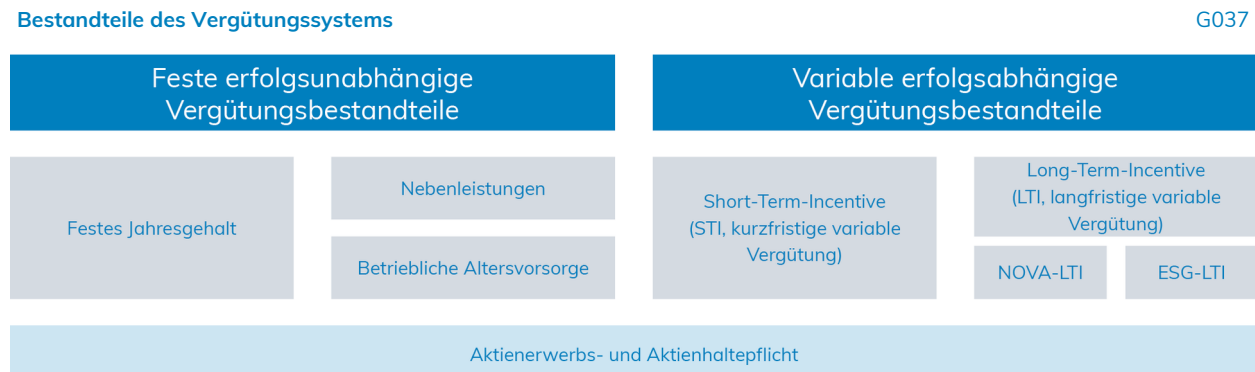 Bestandteile des Vergütungssystems
G037
Feste erfolgsunabhängige
Vergütungsbestandteile
Variable erfolgsabhängige
Vergütungsbestandteile
Festes Jahresgehalt
Nebenleistungen
Betriebliche Altersvorsorge
Short-Term-Incentive
(STI, kurzfristige variable
Vergütung)
Long-Term-Incentive
(LTI, langfristige variable
Vergütung)
NOVA-LTI
ESG-LTI
Aktienerwerbs- und Aktienhaltepflicht